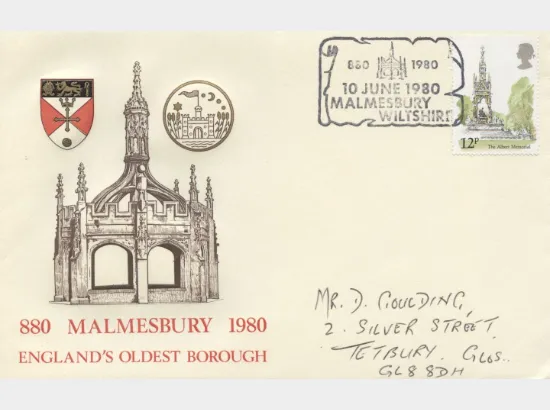 880 1980
10 JUNE 1980
MALMESBURY
WILTSHIRE
12P The Albert Memorial
MR. D. GOULDING,
2. SILVER STREET,
TETBURY. GLOS..
GL8 8DH
880 MALMESBURY 1980
ENGLAND'S OLDEST BOROUGH